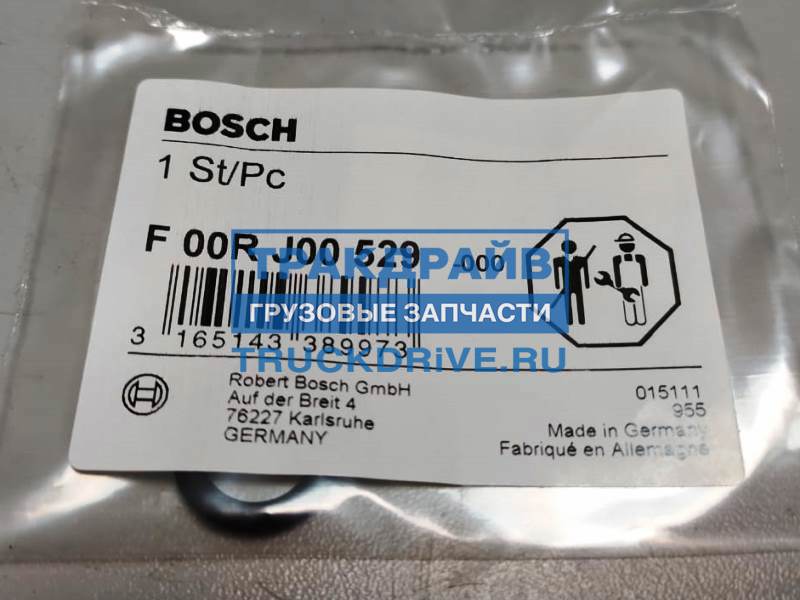 BOSCH
1 St/Pc
F 00R J00 529 -000
ТРАКДРАЙВ
ГРУЗОВЫЕ ЗАПЧАСТИ
3 165143 389973
TRUCKDRiVE.RU
Robert Bosch GmbH
Auf der Breit 4
76227 Karlsruhe
GERMANY
015111
955
Made in Germany
Fabriqué en Allemagne